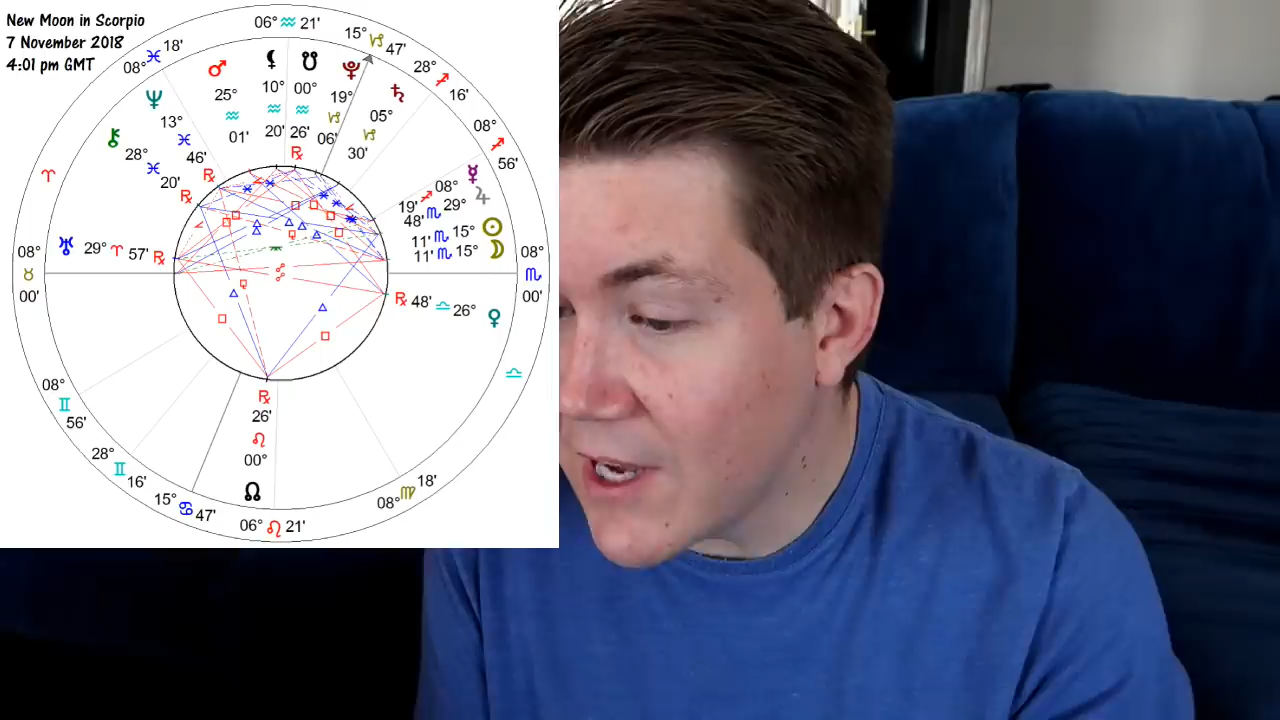 New Moon in Scorpio
7 November 2018
4:01 pm GMT
06° ♒ 21'
15° ♑ 47'
28° ♐ 16'
08° ♐ 56'
08° ♏ 00'
♎
08° ♍ 18'
06° ♌ 21'
15° ♋ 47'
28° ♊ 16'
08° ♊ 56'
08° ♉ 00'
♈
08° ♓ 18'
♆ 13° ♓ 46' ℞
⚷ 28° ♓ 20' ℞
♅ 29° ♈ 57' ℞
♂ 25° ♒ 01'
⚸ 10° ♒ 20'
☋ 00° ♒ 26' ℞
♇ 19° ♑ 06'
♄ 05° ♑ 30'
☿ 08° ♐ 19'
♃ 29° ♏ 48'
☉ 15° ♏ 11'
☽ 15° ♏ 11'
℞ 48' ♎ 26° ♀
℞ 26' ♌ 00° ☊